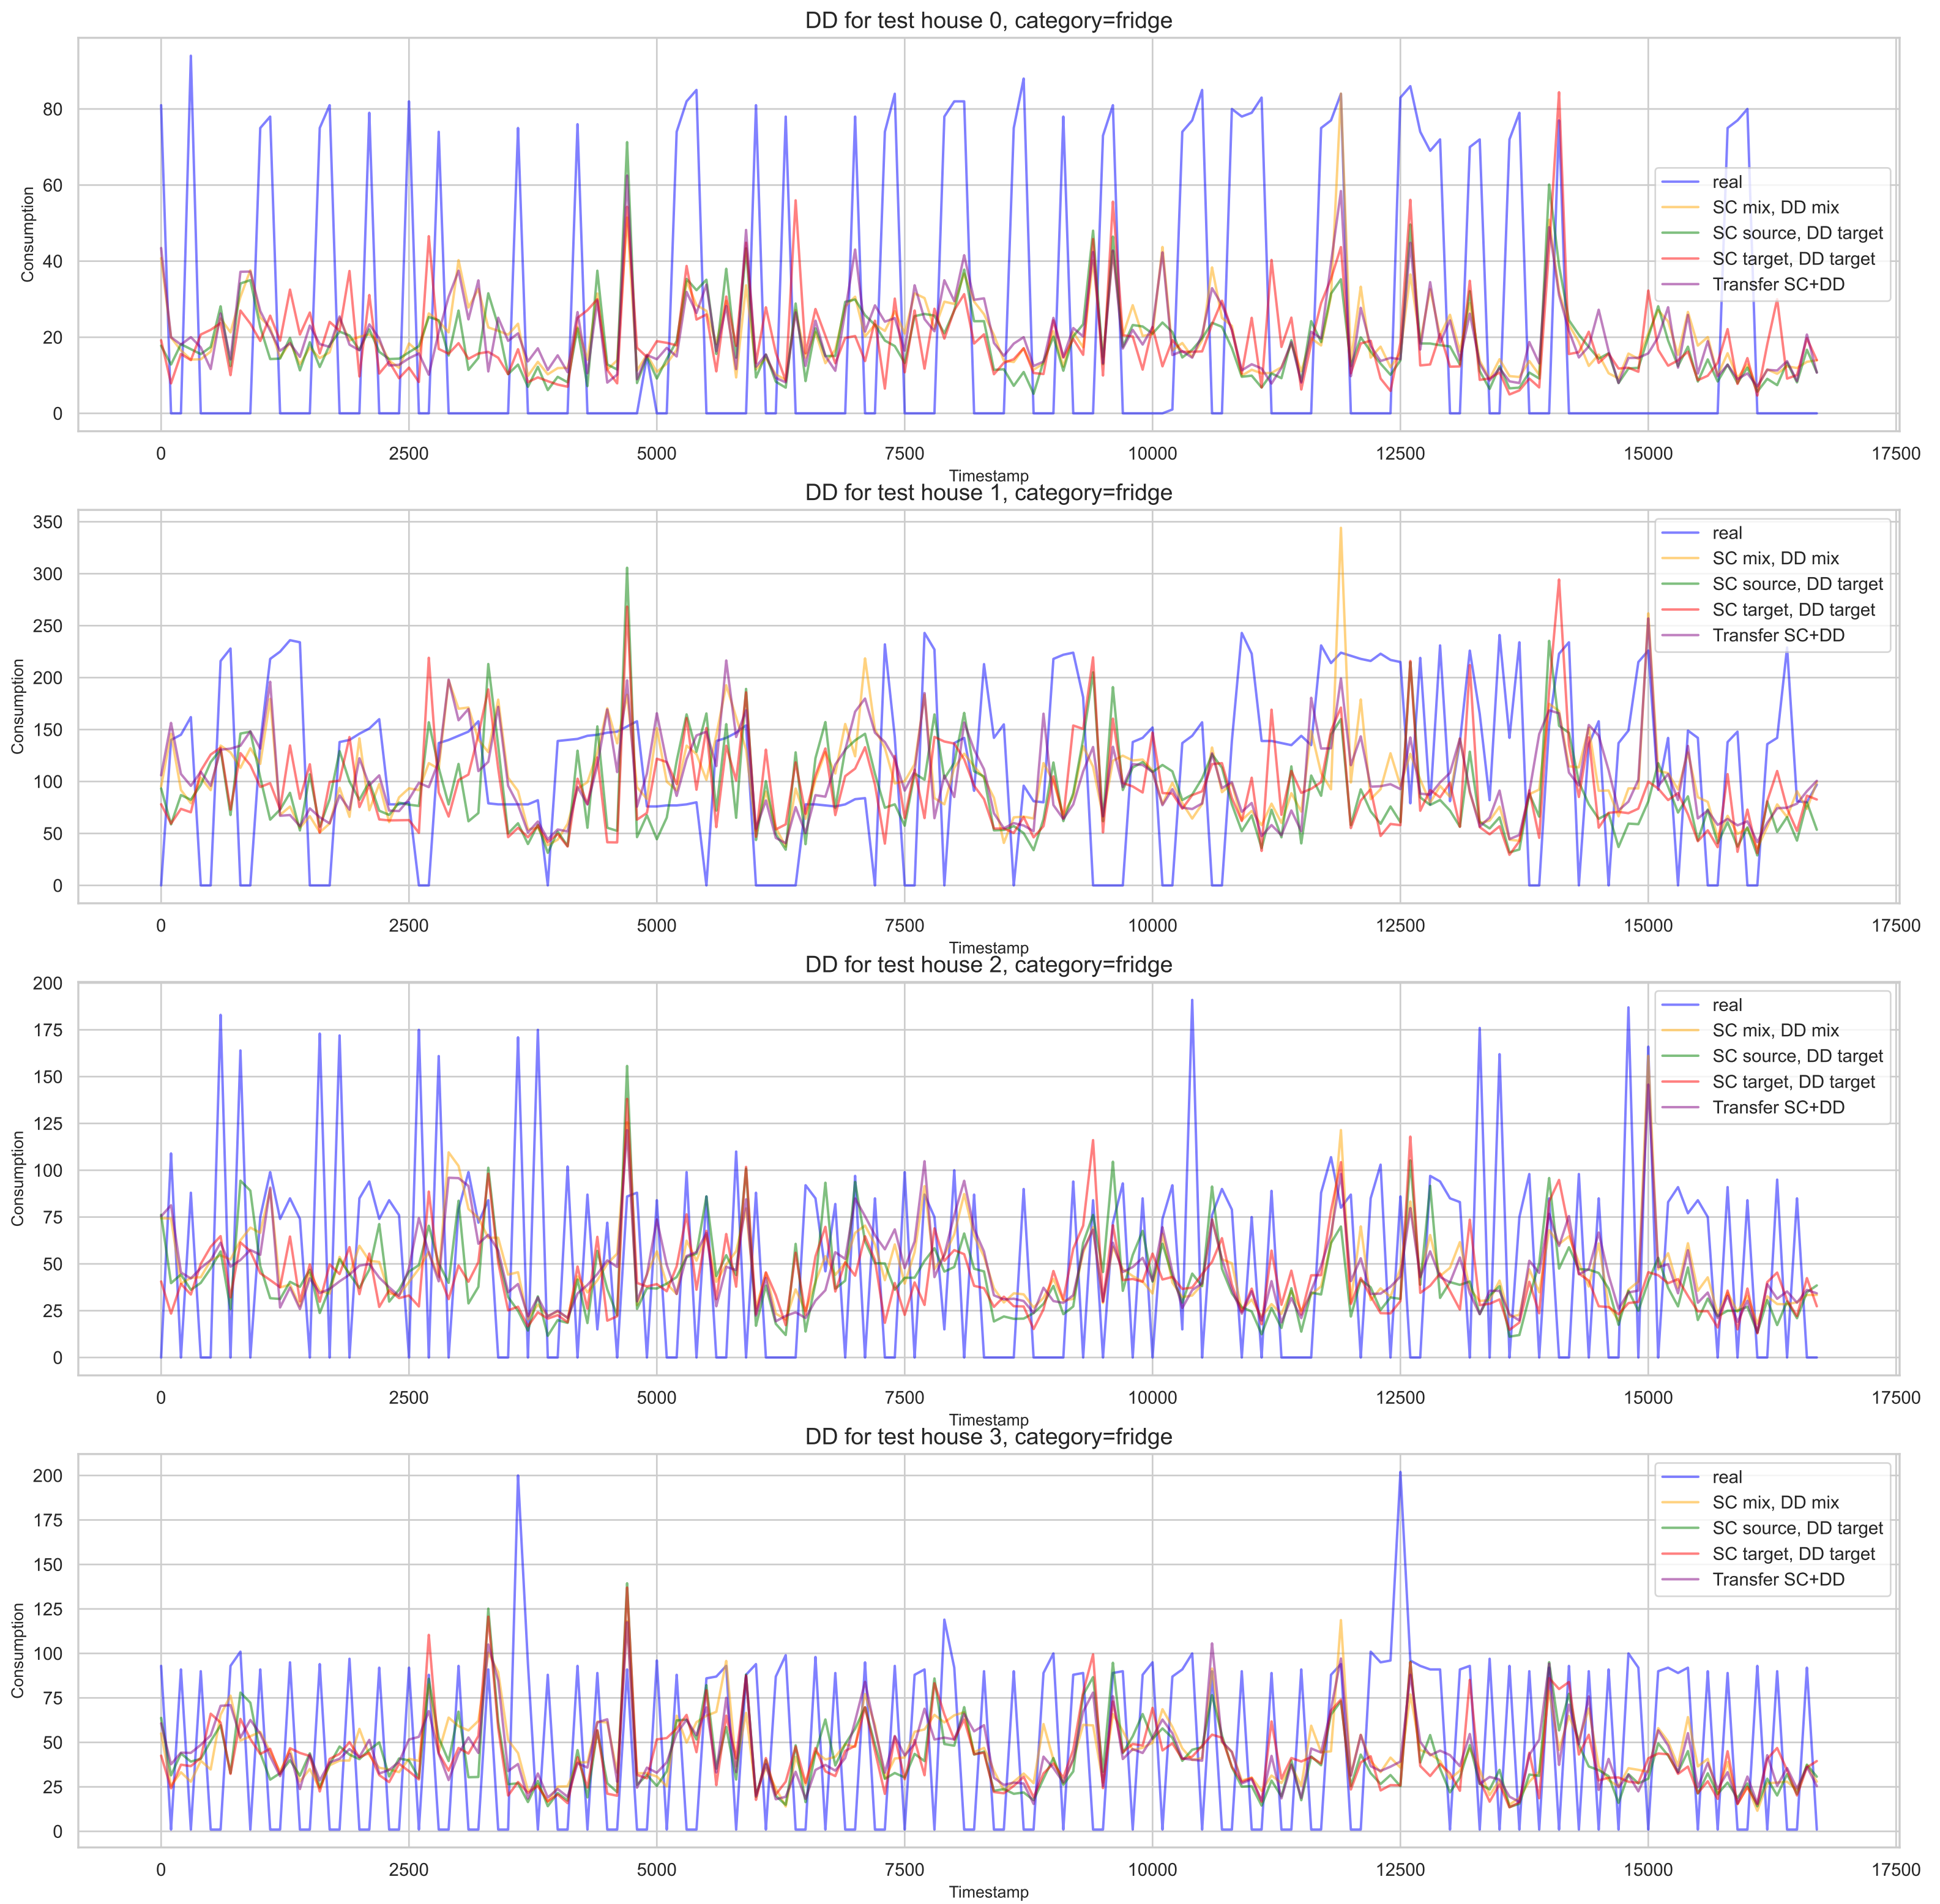 DD for test house 0, category=fridge
80
60
40
20
0
Consumption
real
SC mix, DD mix
SC source, DD target
SC target, DD target
Transfer SC+DD
0 2500 5000 7500 10000 12500 15000 17500
Timestamp
DD for test house 1, category=fridge
350
300
250
200
150
100
50
0
Consumption
real
SC mix, DD mix
SC source, DD target
SC target, DD target
Transfer SC+DD
0 2500 5000 7500 10000 12500 15000 17500
Timestamp
DD for test house 2, category=fridge
200
175
150
125
100
75
50
25
0
Consumption
real
SC mix, DD mix
SC source, DD target
SC target, DD target
Transfer SC+DD
0 2500 5000 7500 10000 12500 15000 17500
Timestamp
DD for test house 3, category=fridge
200
175
150
125
100
75
50
25
0
Consumption
real
SC mix, DD mix
SC source, DD target
SC target, DD target
Transfer SC+DD
0 2500 5000 7500 10000 12500 15000 17500
Timestamp